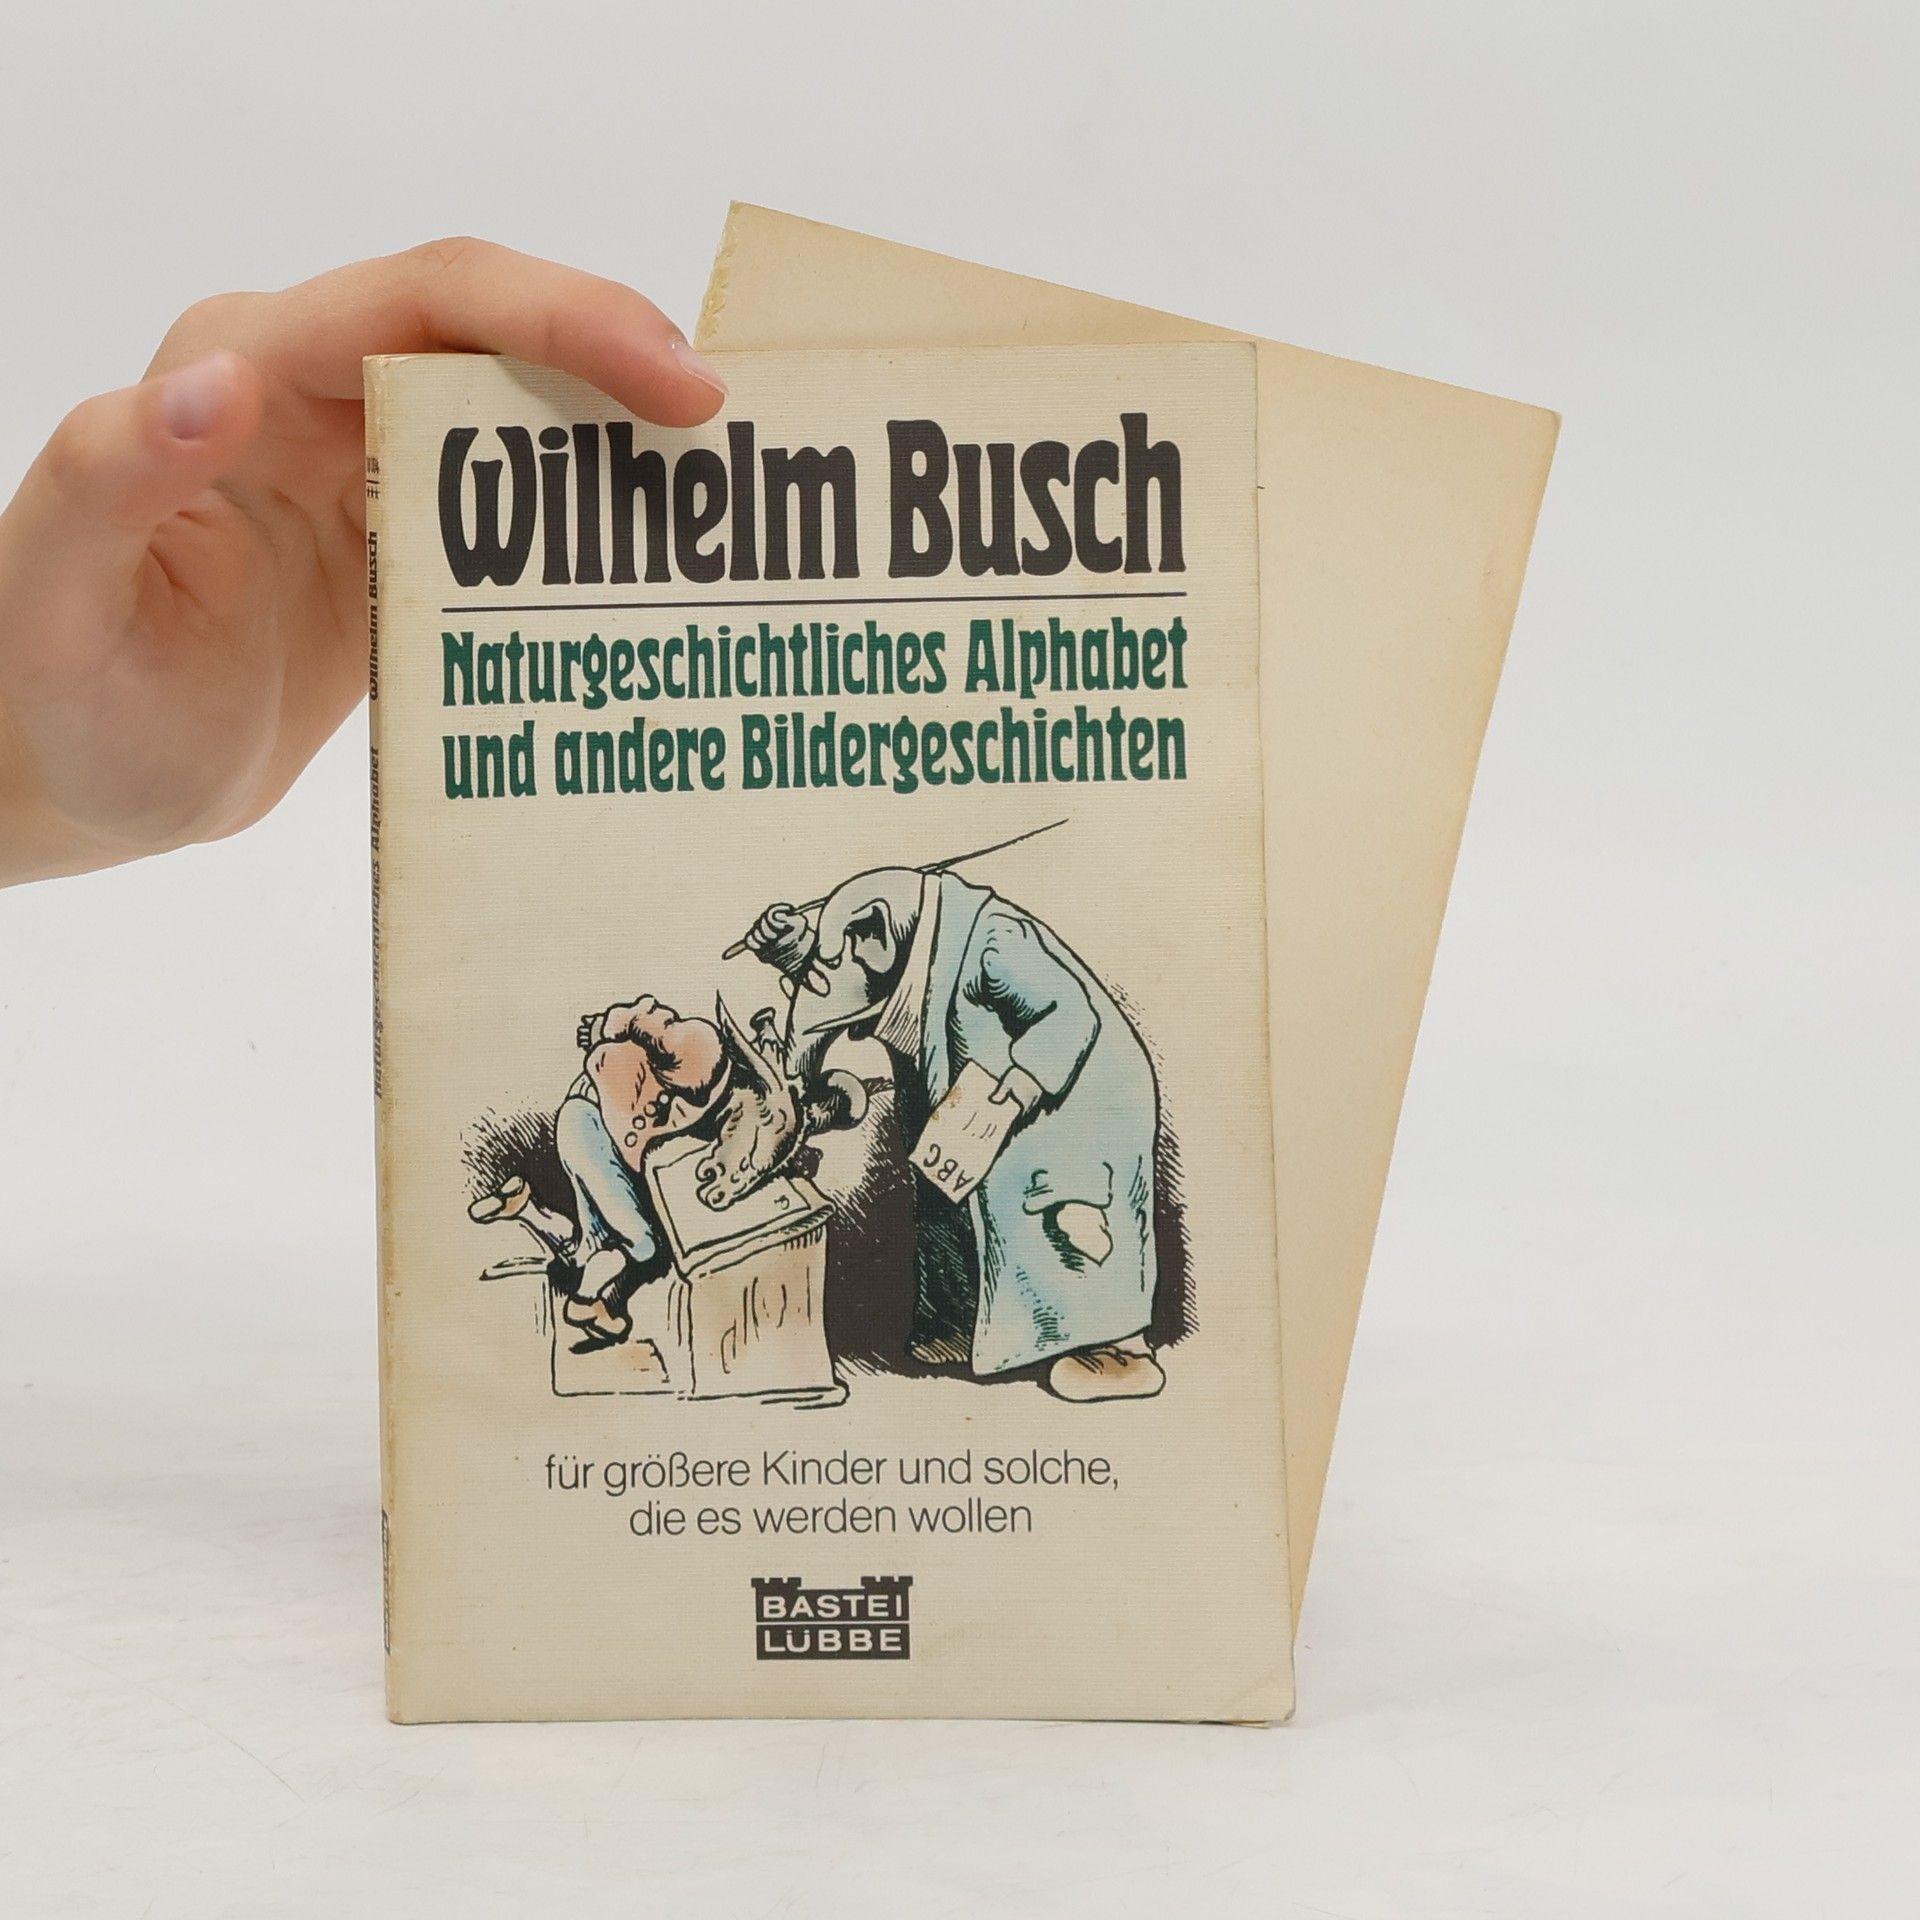 Wilhelm Busch
Naturgeschichtliches Alphabet
und andere Bildergeschichten
ABC
für größere Kinder und solche,
die es werden wollen
BASTEI
LÜBBE
Wilhelm Busch
Naturgeschichtliches Alphabet